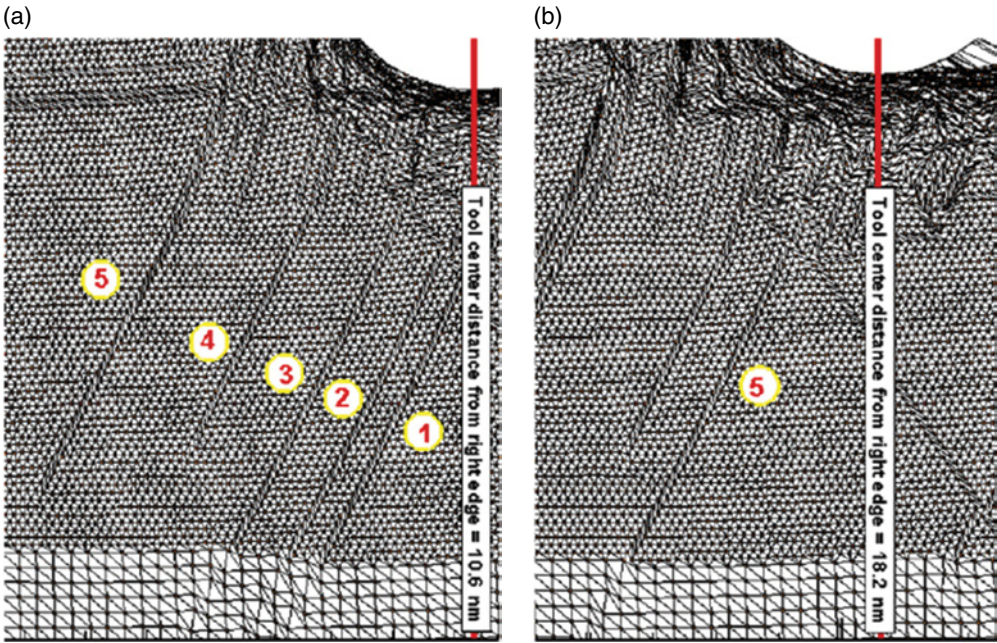 (a)
5
4
3
2
1
Tool center distance from right edge = 10.6 nm
(b)
5
Tool center distance from right edge = 18.2 nm